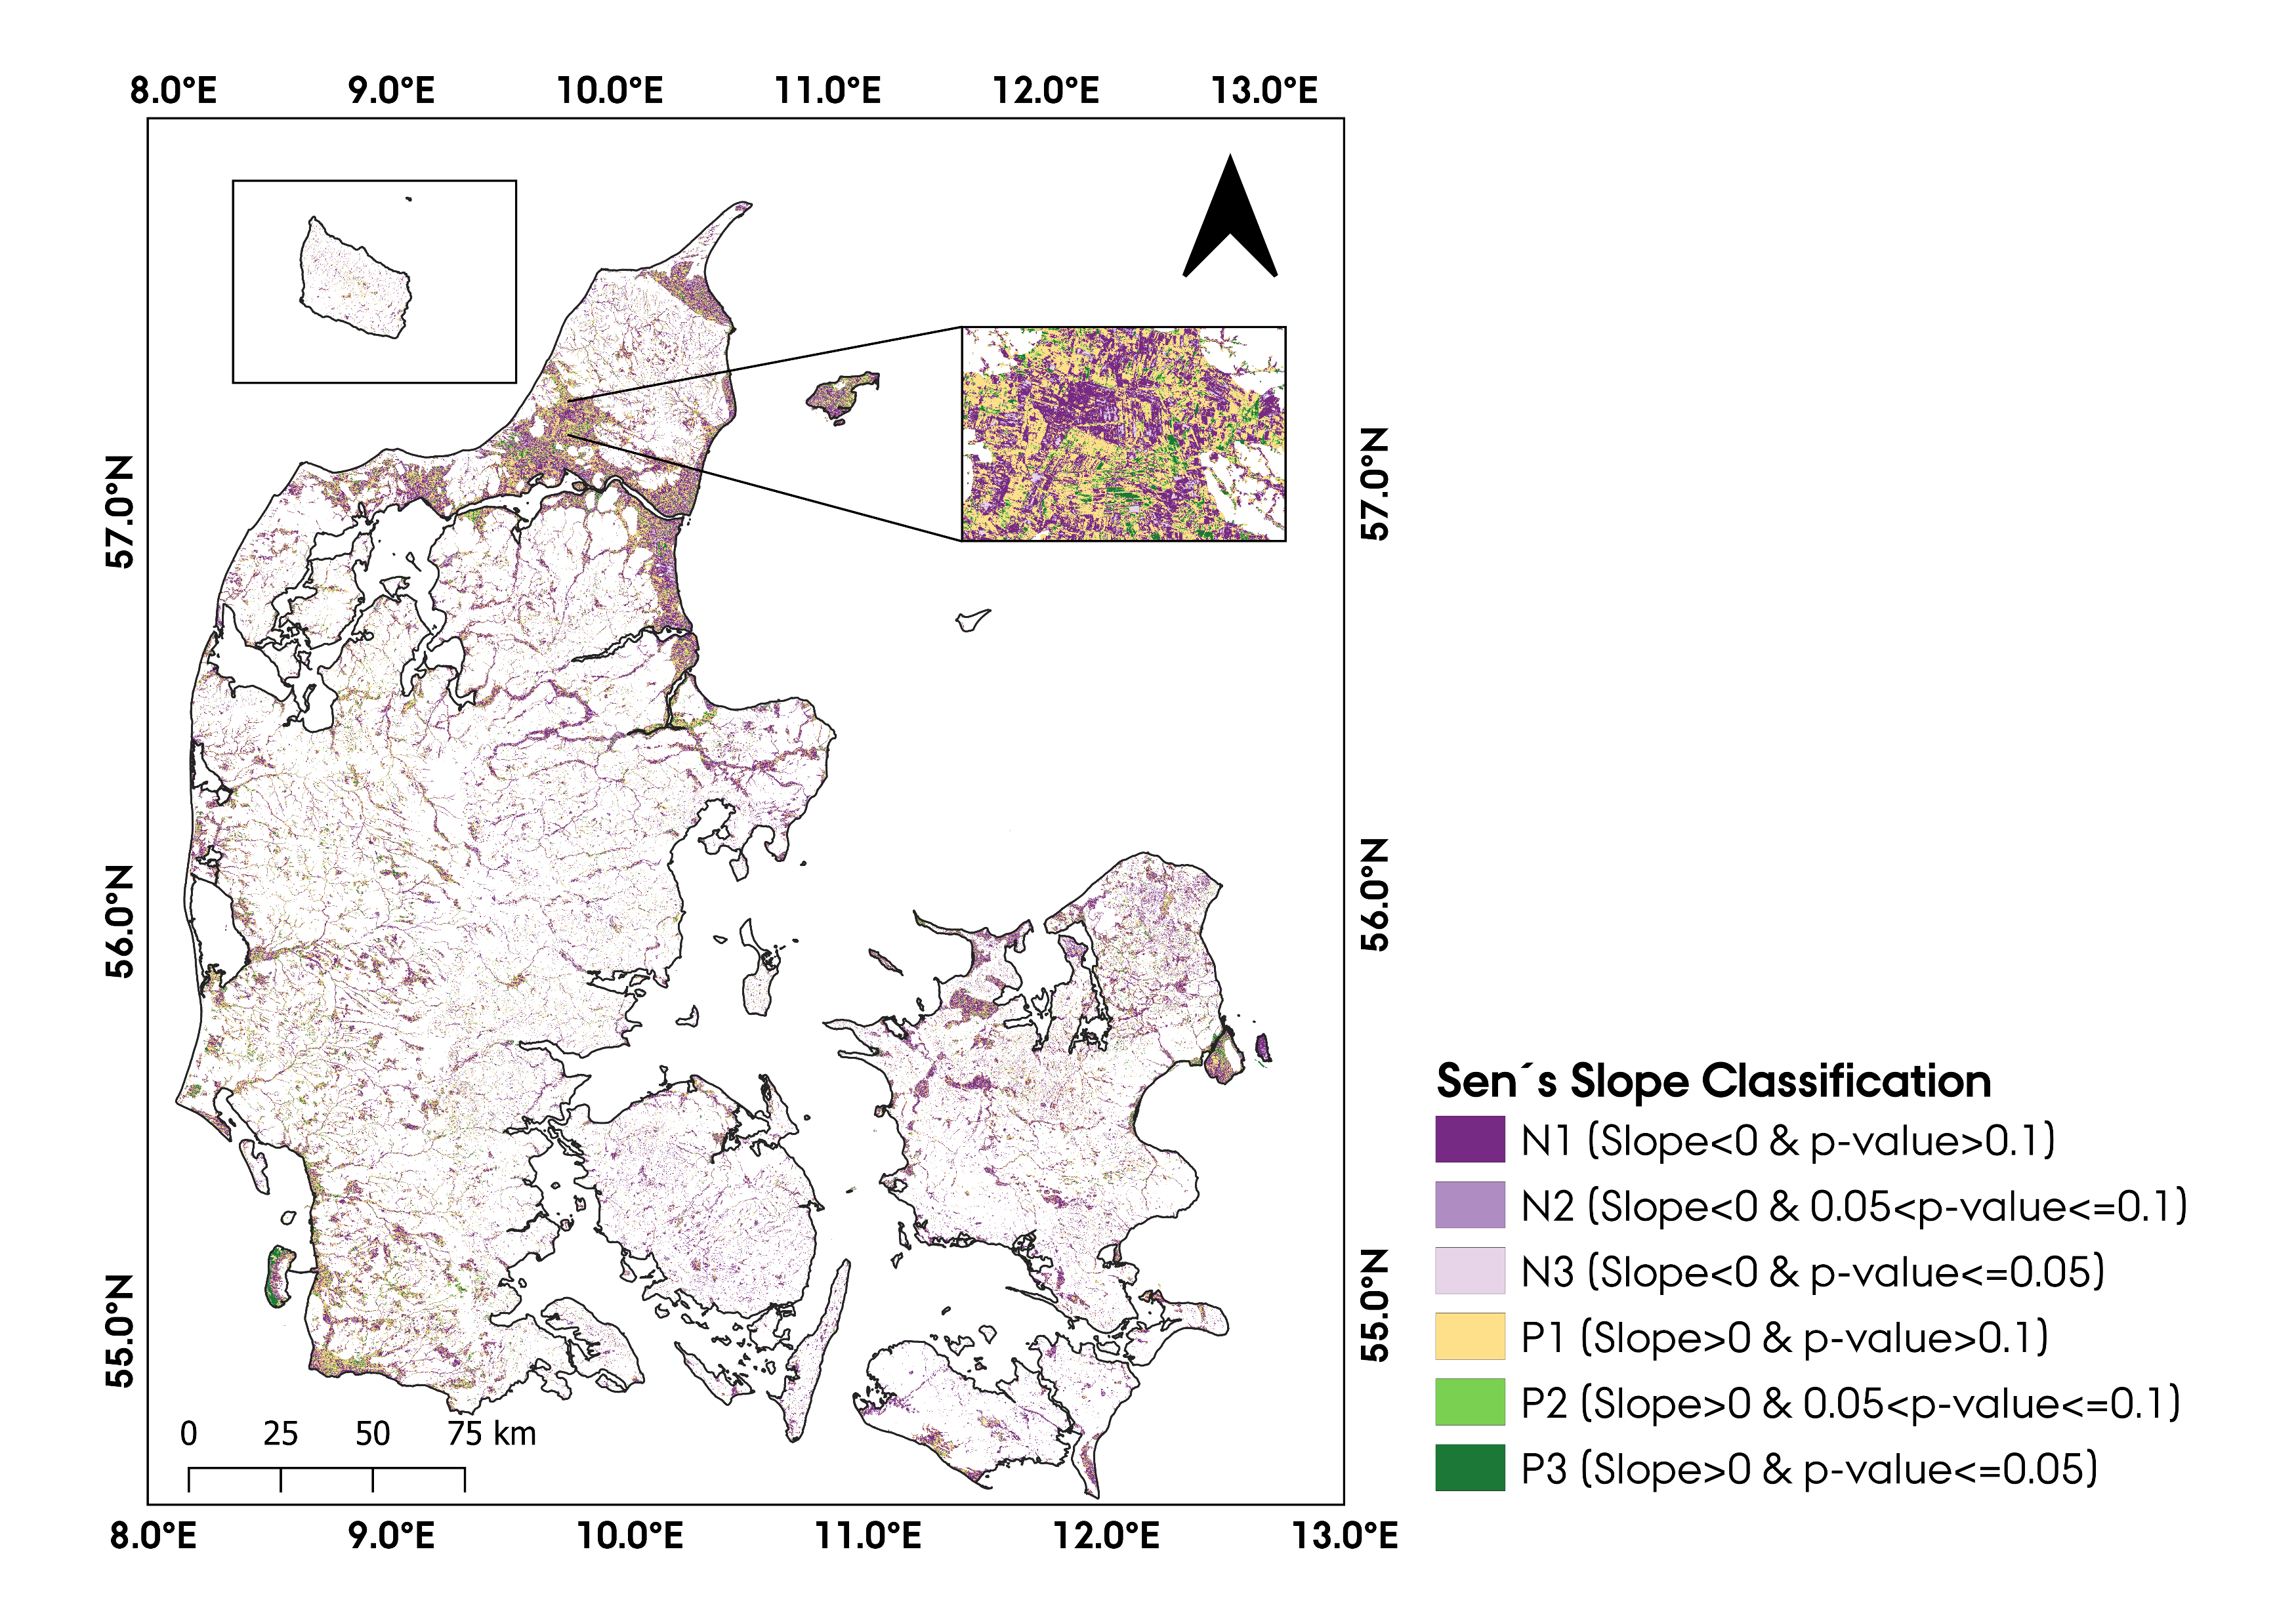 8.0°E 9.0°E 10.0°E 11.0°E 12.0°E 13.0°E
57.0°N
57.0°N
56.0°N
56.0°N
55.0°N
55.0°N
0 25 50 75 km
8.0°E 9.0°E 10.0°E 11.0°E 12.0°E 13.0°E
Sen´s Slope Classification
N1 (Slope<0 & p-value>0.1)
N2 (Slope<0 & 0.05<p-value<=0.1)
N3 (Slope<0 & p-value<=0.05)
P1 (Slope>0 & p-value>0.1)
P2 (Slope>0 & 0.05<p-value<=0.1)
P3 (Slope>0 & p-value<=0.05)